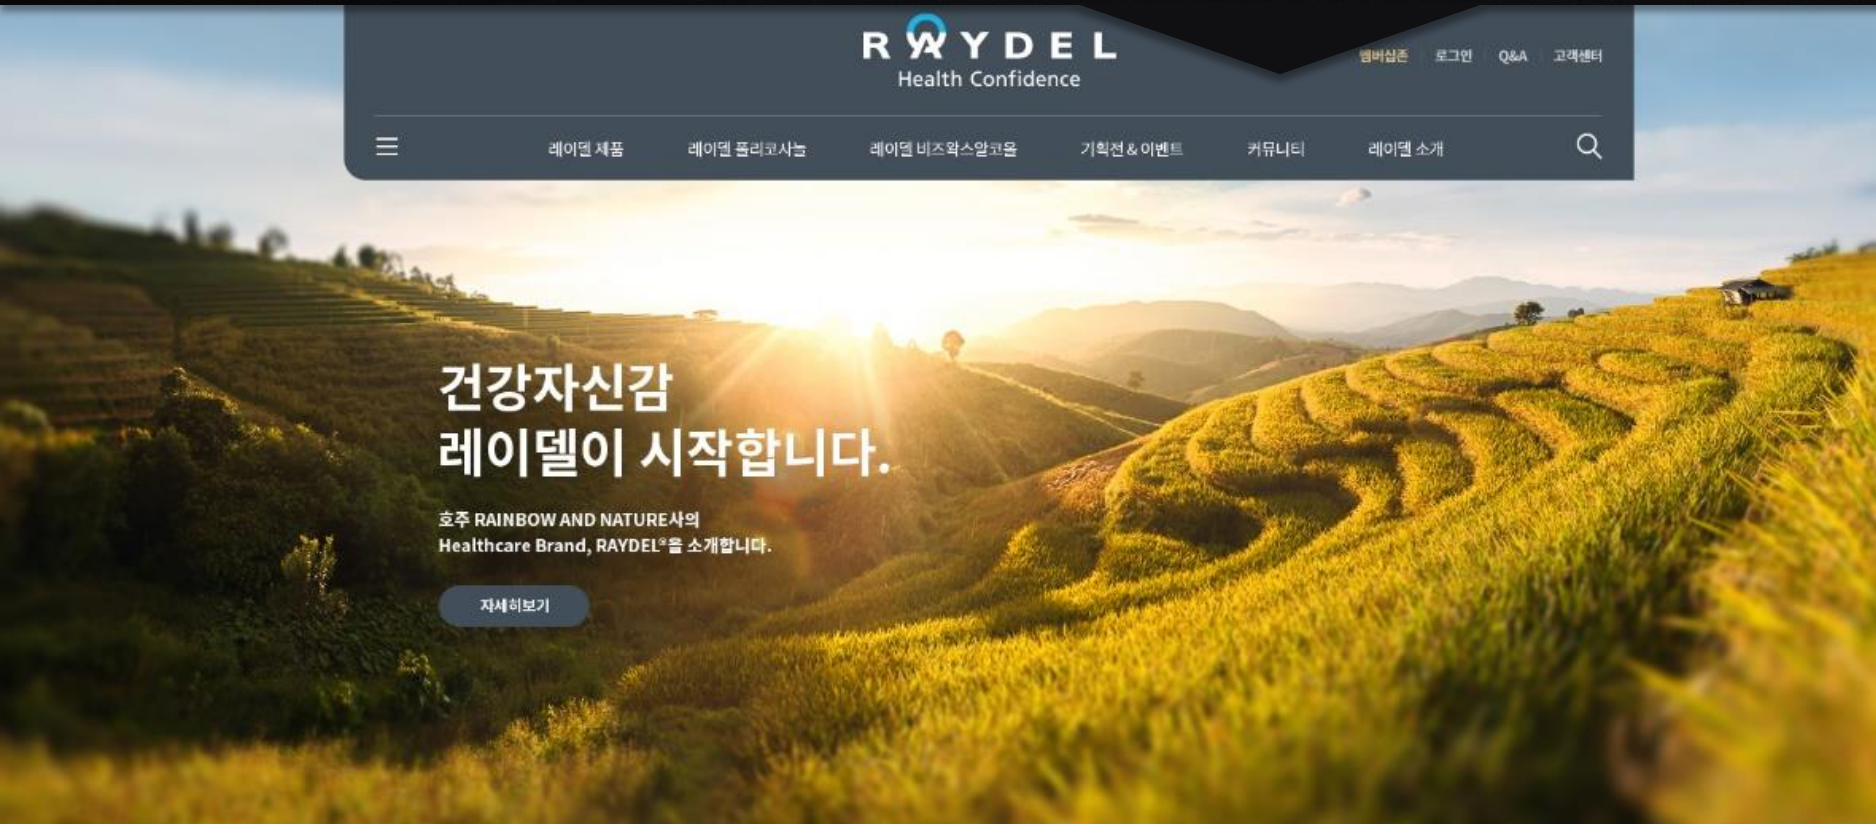 RAYDEL
Health Confidence
멤버십존 로그인 Q&A 고객센터
레이델 제품 레이델 폴리코사놀 레이델 비즈왁스알코올 기획전 & 이벤트 커뮤니티 레이델 소개
건강자신감
레이델이 시작합니다.
호주 RAINBOW AND NATURE사의
Healthcare Brand, RAYDEL®을 소개합니다.
자세히보기